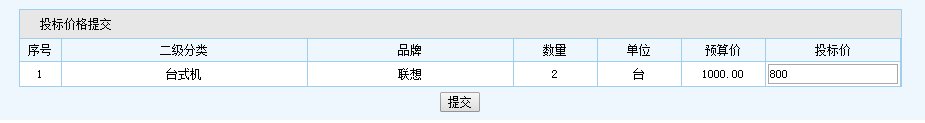 投标价格提交
序号 二级分类 品牌 数量 单位 预算价 投标价
1 台式机 联想 2 台 1000.00 800
提交